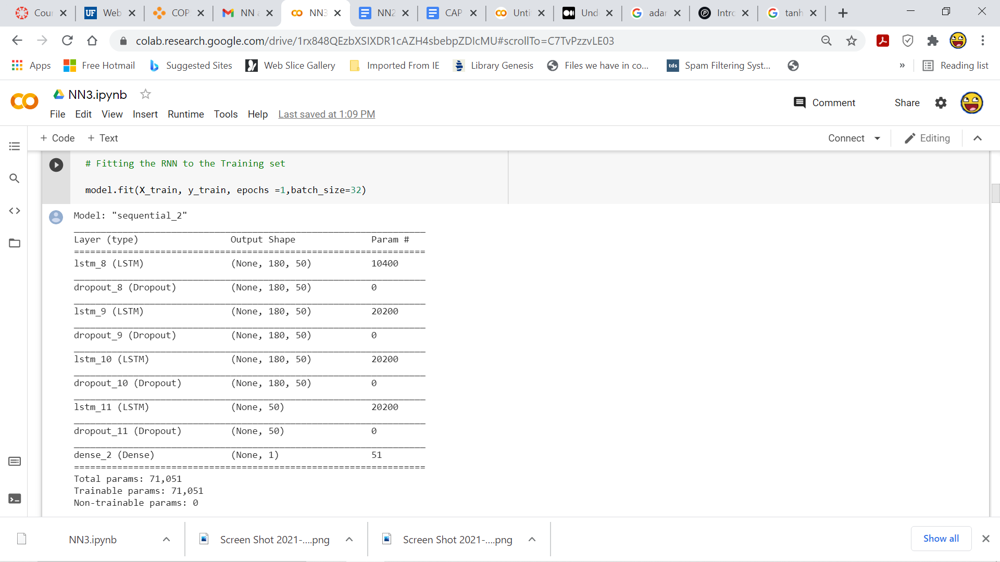 Cour
UF Web
COP
NN a
NN3
NN2
CAP
Unti
Und
adar
Intro
tanh
colab.research.google.com/drive/1rx848QEzbXSIXDR1cAZH4sbebpZDIcMU#scrollTo=C7TvPzzvLE03
Apps
Free Hotmail
Suggested Sites
Web Slice Gallery
Imported From IE
Library Genesis
Files we have in co...
tds Spam Filtering Syst...
»
Reading list
NN3.ipynb
Comment
Share
File Edit View Insert Runtime Tools Help Last saved at 1:09 PM
+ Code + Text
Connect
Editing
# Fitting the RNN to the Training set
model.fit(X_train, y_train, epochs =1,batch_size=32)
Model: "sequential_2"
_________________________________________________________________
Layer (type) Output Shape Param #
=================================================================
lstm_8 (LSTM) (None, 180, 50) 10400
_________________________________________________________________
dropout_8 (Dropout) (None, 180, 50) 0
_________________________________________________________________
lstm_9 (LSTM) (None, 180, 50) 20200
_________________________________________________________________
dropout_9 (Dropout) (None, 180, 50) 0
_________________________________________________________________
lstm_10 (LSTM) (None, 180, 50) 20200
_________________________________________________________________
dropout_10 (Dropout) (None, 180, 50) 0
_________________________________________________________________
lstm_11 (LSTM) (None, 50) 20200
_________________________________________________________________
dropout_11 (Dropout) (None, 50) 0
_________________________________________________________________
dense_2 (Dense) (None, 1) 51
=================================================================
Total params: 71,051
Trainable params: 71,051
Non-trainable params: 0
NN3.ipynb
Screen Shot 2021-....png
Screen Shot 2021-....png
Show all